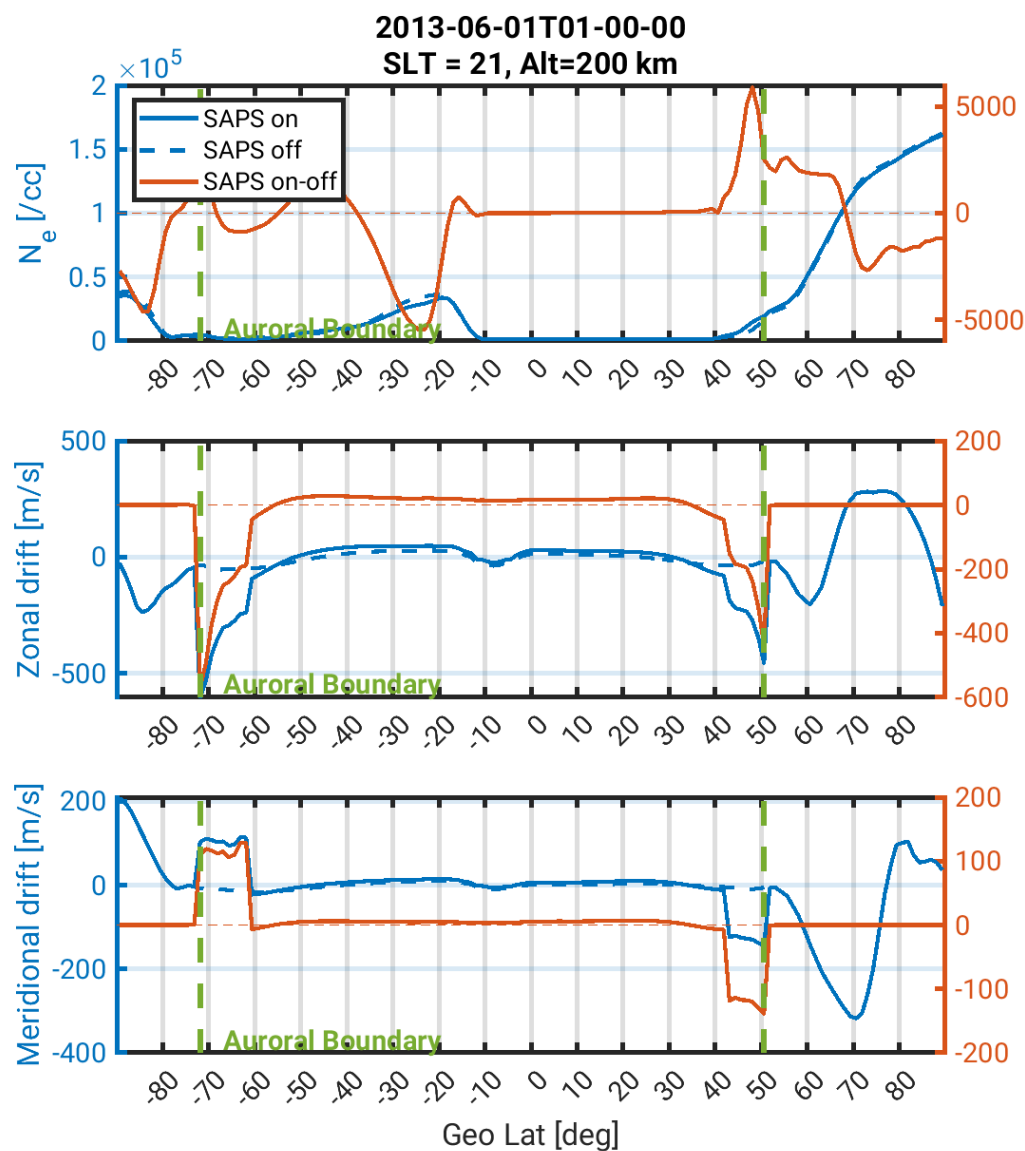 2013-06-01T01-00-00
SLT = 21, Alt=200 km
×10⁵
2
1.5
1
0.5
0
Nₑ [/cc]
SAPS on
SAPS off
SAPS on-off
5000
0
-5000
Auroral Boundary
-80 -70 -60 -50 -40 -30 -20 -10 0 10 20 30 40 50 60 70 80
500
0
-500
Zonal drift [m/s]
200
0
-200
-400
-600
Auroral Boundary
-80 -70 -60 -50 -40 -30 -20 -10 0 10 20 30 40 50 60 70 80
200
0
-200
-400
Meridional drift [m/s]
200
100
0
-100
-200
Auroral Boundary
-80 -70 -60 -50 -40 -30 -20 -10 0 10 20 30 40 50 60 70 80
Geo Lat [deg]